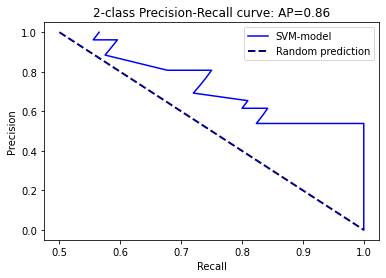 2-class Precision-Recall curve: AP=0.86
SVM-model
Random prediction
Precision
1.0
0.8
0.6
0.4
0.2
0.0
0.5 0.6 0.7 0.8 0.9 1.0
Recall